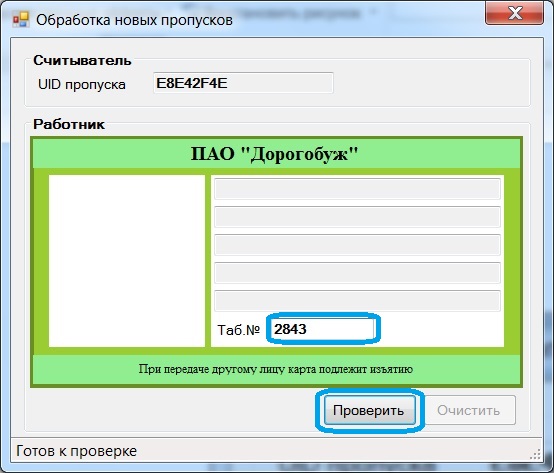 Обработка новых пропусков
Считыватель
UID пропуска E8E42F4E
Работник
ПАО "Дорогобуж"
Таб.№ 2843
При передаче другому лицу карта подлежит изъятию
Проверить Очистить
Готов к проверке